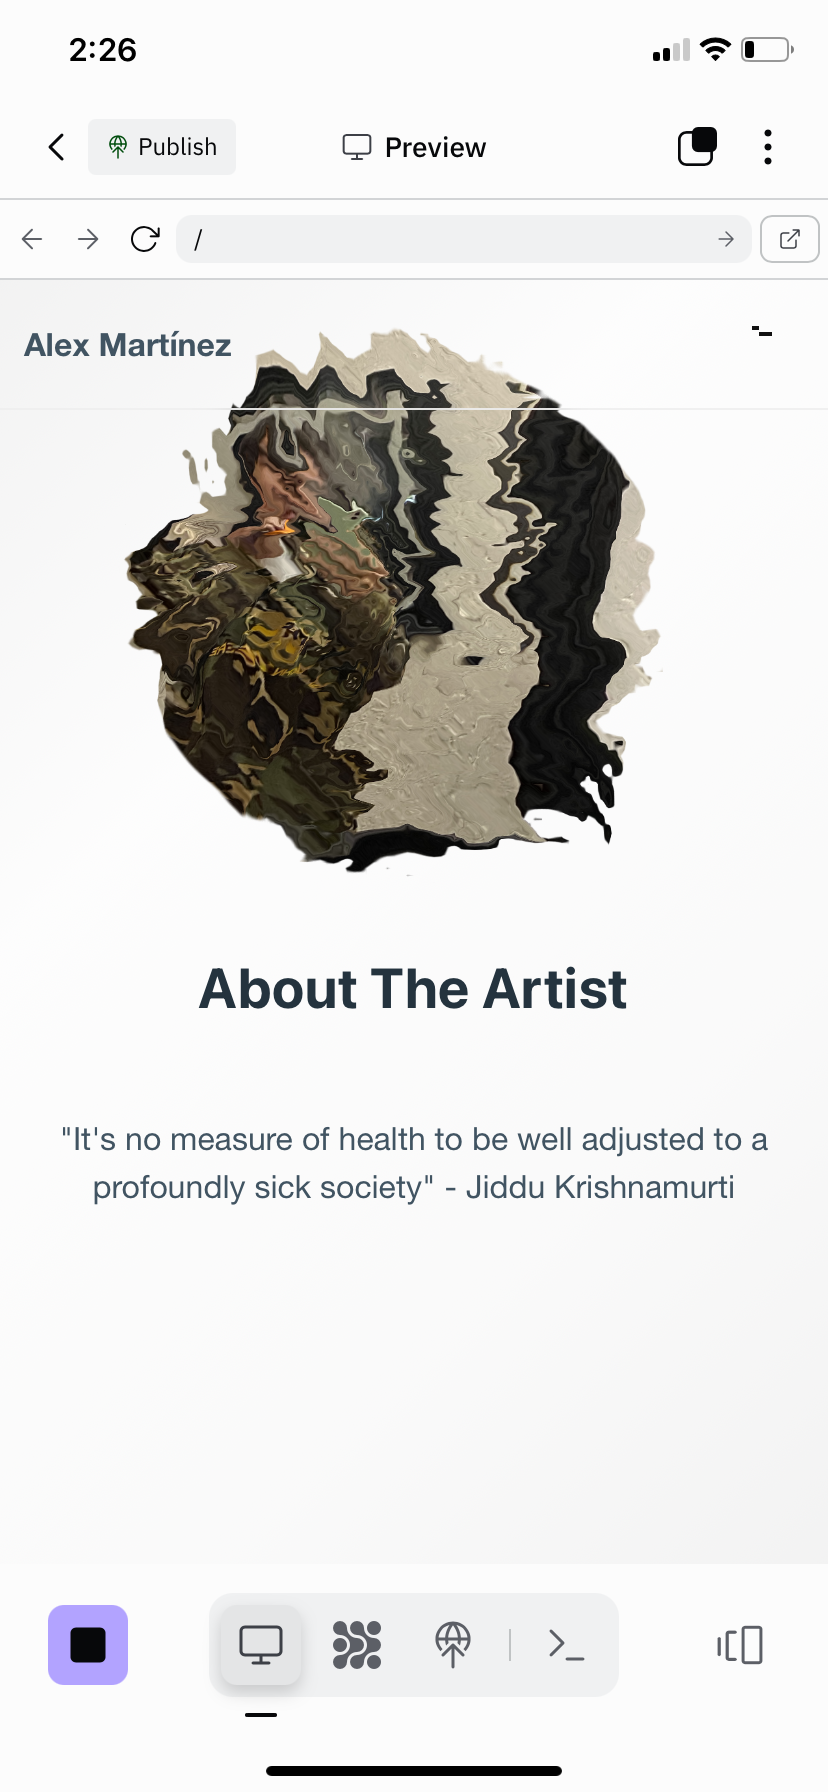 2:26
Publish
Preview
/
Alex Martínez
About The Artist
"It's no measure of health to be well adjusted to a
profoundly sick society" - Jiddu Krishnamurti